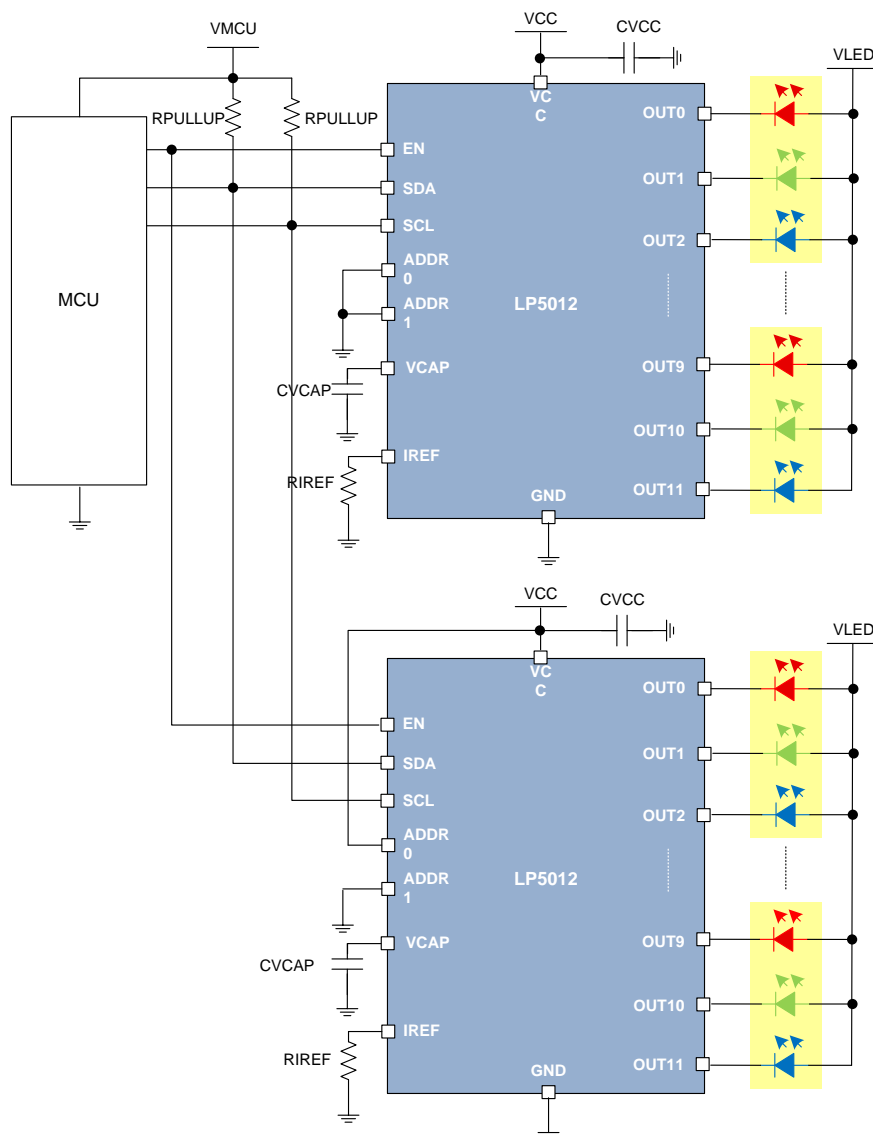 VMCU
RPULLUP
RPULLUP
MCU
VCC
CVCC
VLED
VC
C
EN
SDA
SCL
ADDR
0
ADDR
1
VCAP
IREF
CVCAP
RIREF
LP5012
GND
OUT0
OUT1
OUT2
OUT9
OUT10
OUT11
VCC
CVCC
VLED
VC
C
EN
SDA
SCL
ADDR
0
ADDR
1
VCAP
IREF
CVCAP
RIREF
LP5012
GND
OUT0
OUT1
OUT2
OUT9
OUT10
OUT11